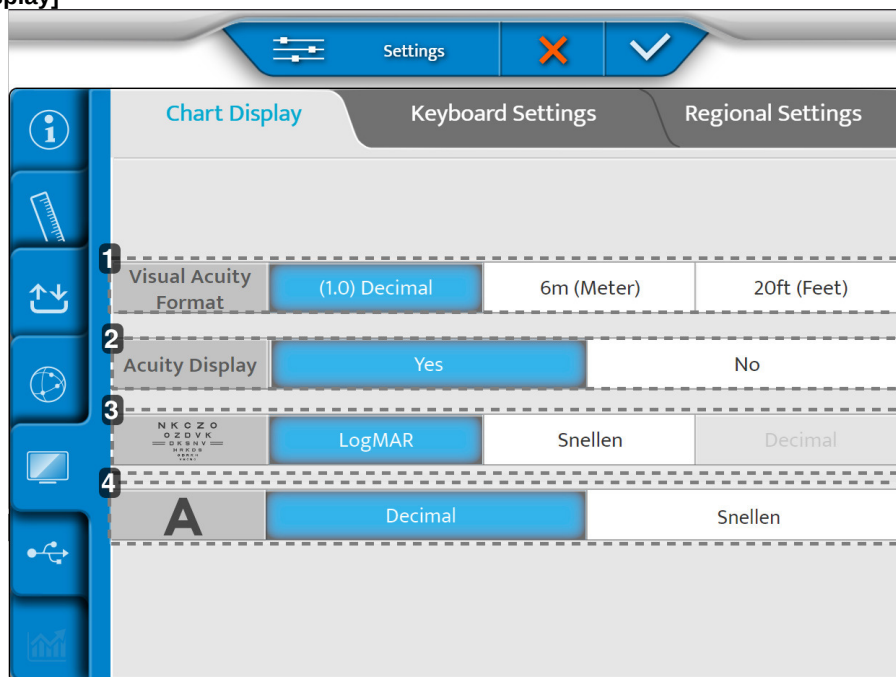 play]
Settings
Chart Display
Keyboard Settings
Regional Settings
1
Visual Acuity
Format
(1.0) Decimal
6m (Meter)
20ft (Feet)
2
Acuity Display
Yes
No
3
N K C Z O
O Z D V K
LogMAR
Snellen
Decimal
4
A
Decimal
Snellen